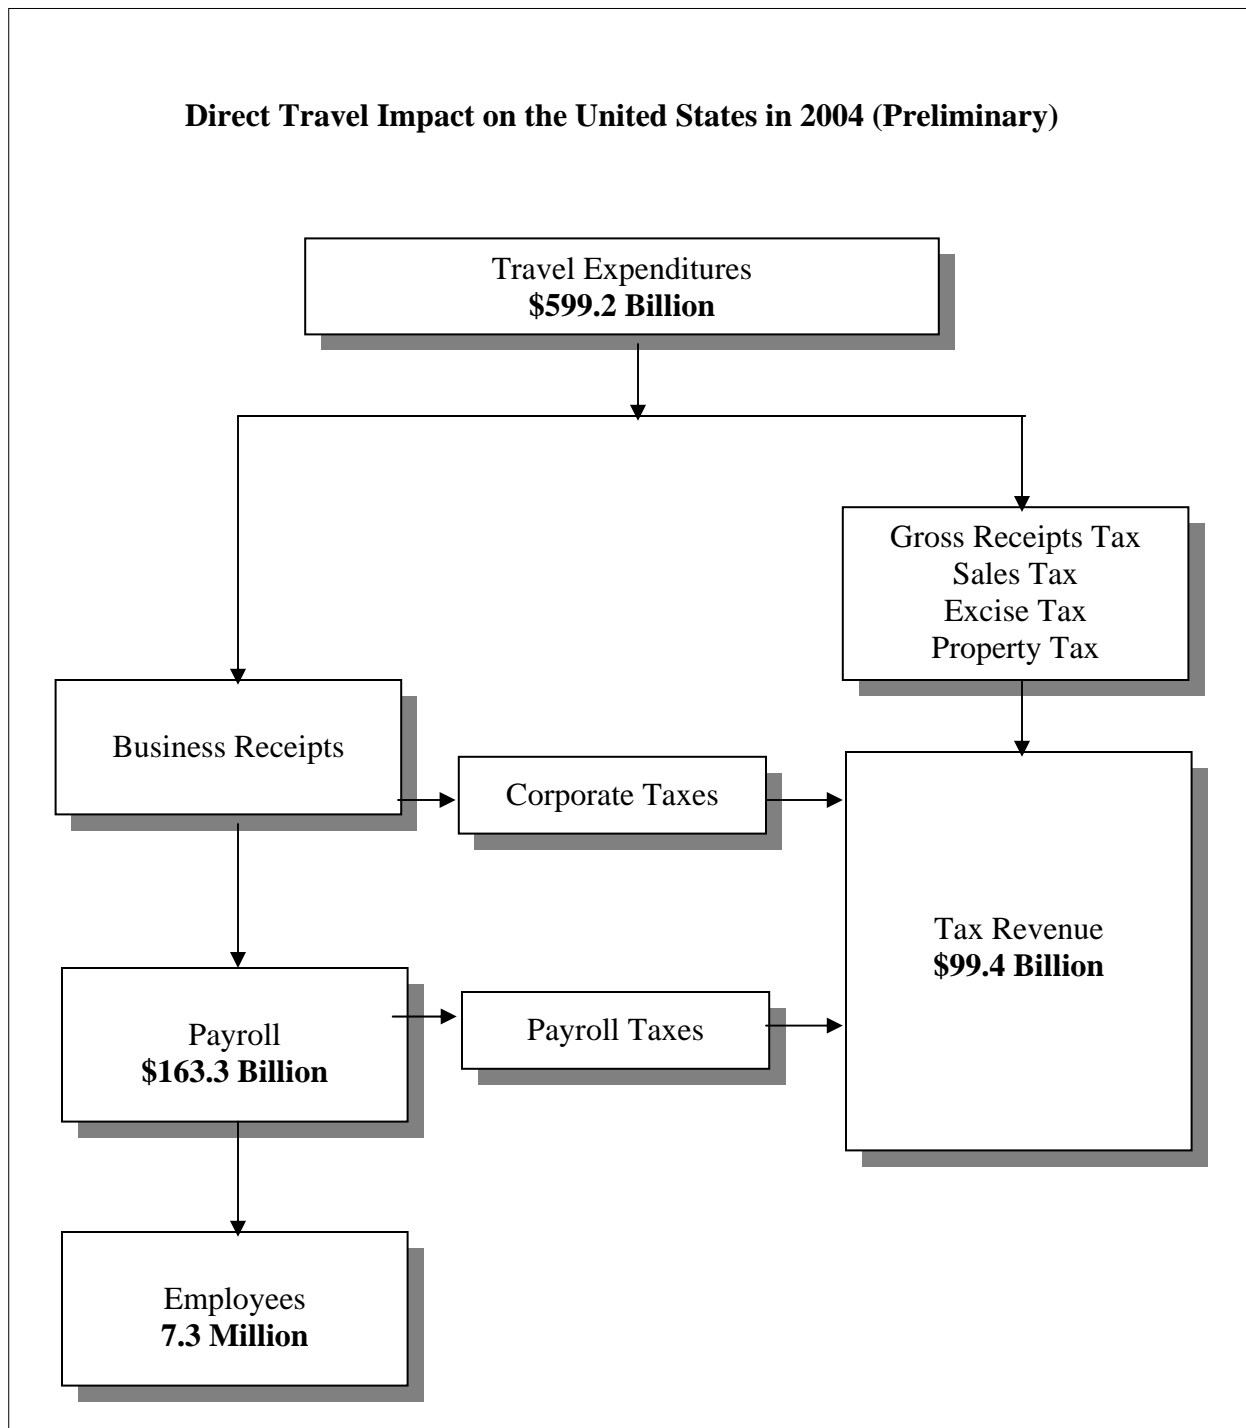 Direct Travel Impact on the United States in 2004 (Preliminary)
Travel Expenditures
$599.2 Billion
Gross Receipts Tax
Sales Tax
Excise Tax
Property Tax
Business Receipts
Corporate Taxes
Tax Revenue
$99.4 Billion
Payroll
$163.3 Billion
Payroll Taxes
Employees
7.3 Million